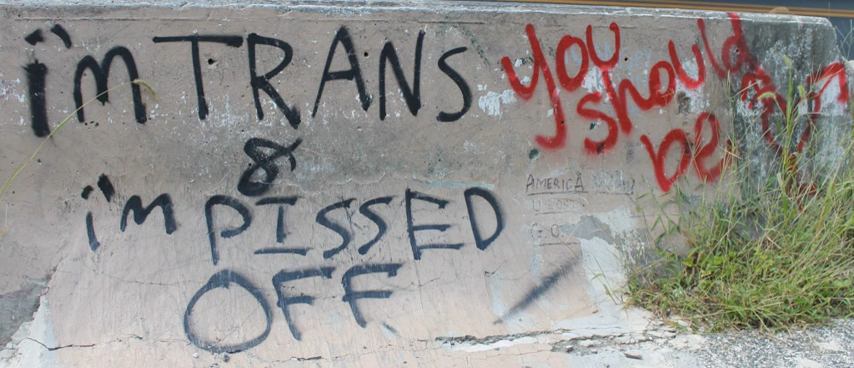 i'm TRANS
&
i'm PISSED
OFF
you
should
be
AMERICA